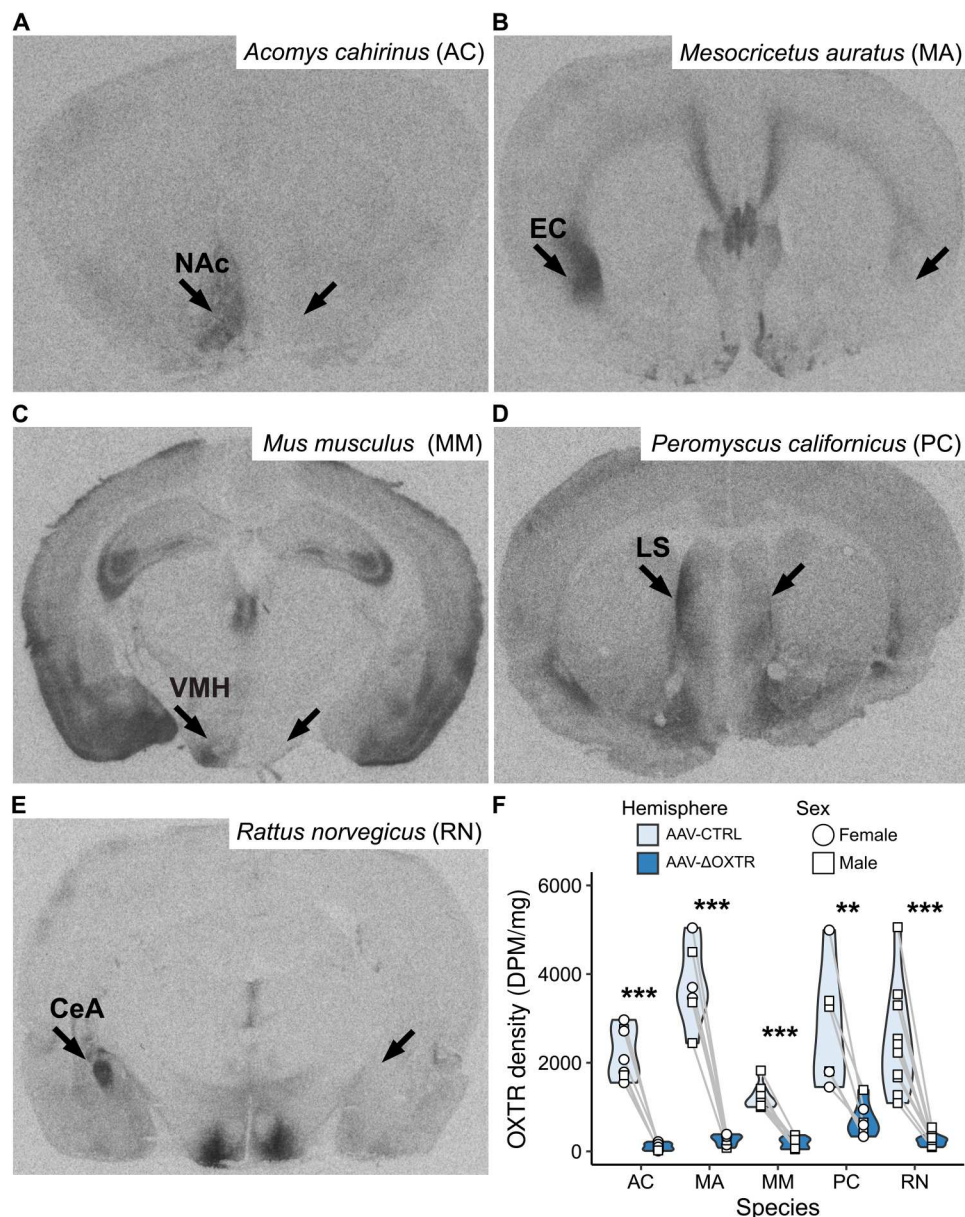 A
Acomys cahirinus (AC)
NAc
B
Mesocricetus auratus (MA)
EC
C
Mus musculus (MM)
VMH
D
Peromyscus californicus (PC)
LS
E
Rattus norvegicus (RN)
CeA
F
Hemisphere
AAV-CTRL
AAV-ΔOXTR
Sex
Female
Male
OXTR density (DPM/mg)
6000
4000
2000
0
***
***
***
**
***
AC MA MM PC RN
Species